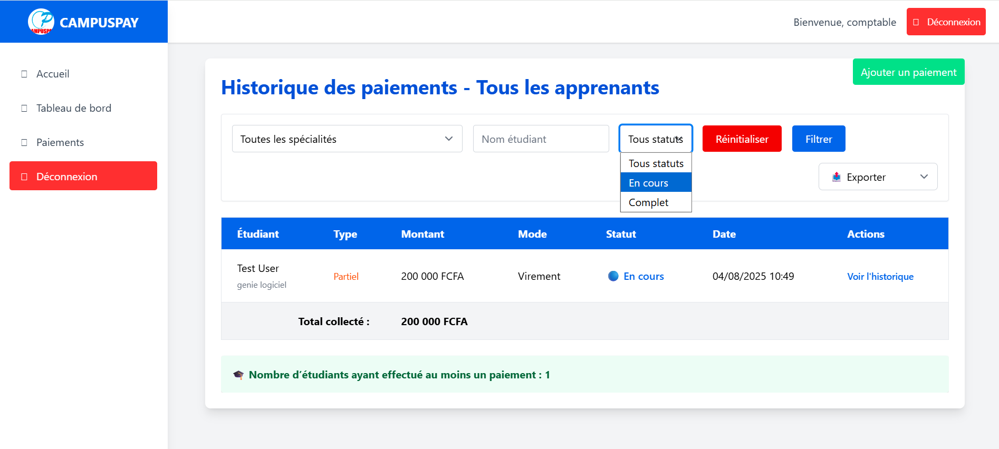 CAMPUSPAY
Bienvenue, comptable
Déconnexion
Accueil
Tableau de bord
Paiements
Déconnexion
Ajouter un paiement
Historique des paiements - Tous les apprenants
Toutes les spécialités
Nom étudiant
Tous statuts
Réinitialiser
Filtrer
Tous statuts
En cours
Complet
Exporter
Étudiant Type Montant Mode Statut Date Actions
Test User
genie logiciel
Partiel 200 000 FCFA Virement En cours 04/08/2025 10:49 Voir l'historique
Total collecté : 200 000 FCFA
Nombre d’étudiants ayant effectué au moins un paiement : 1